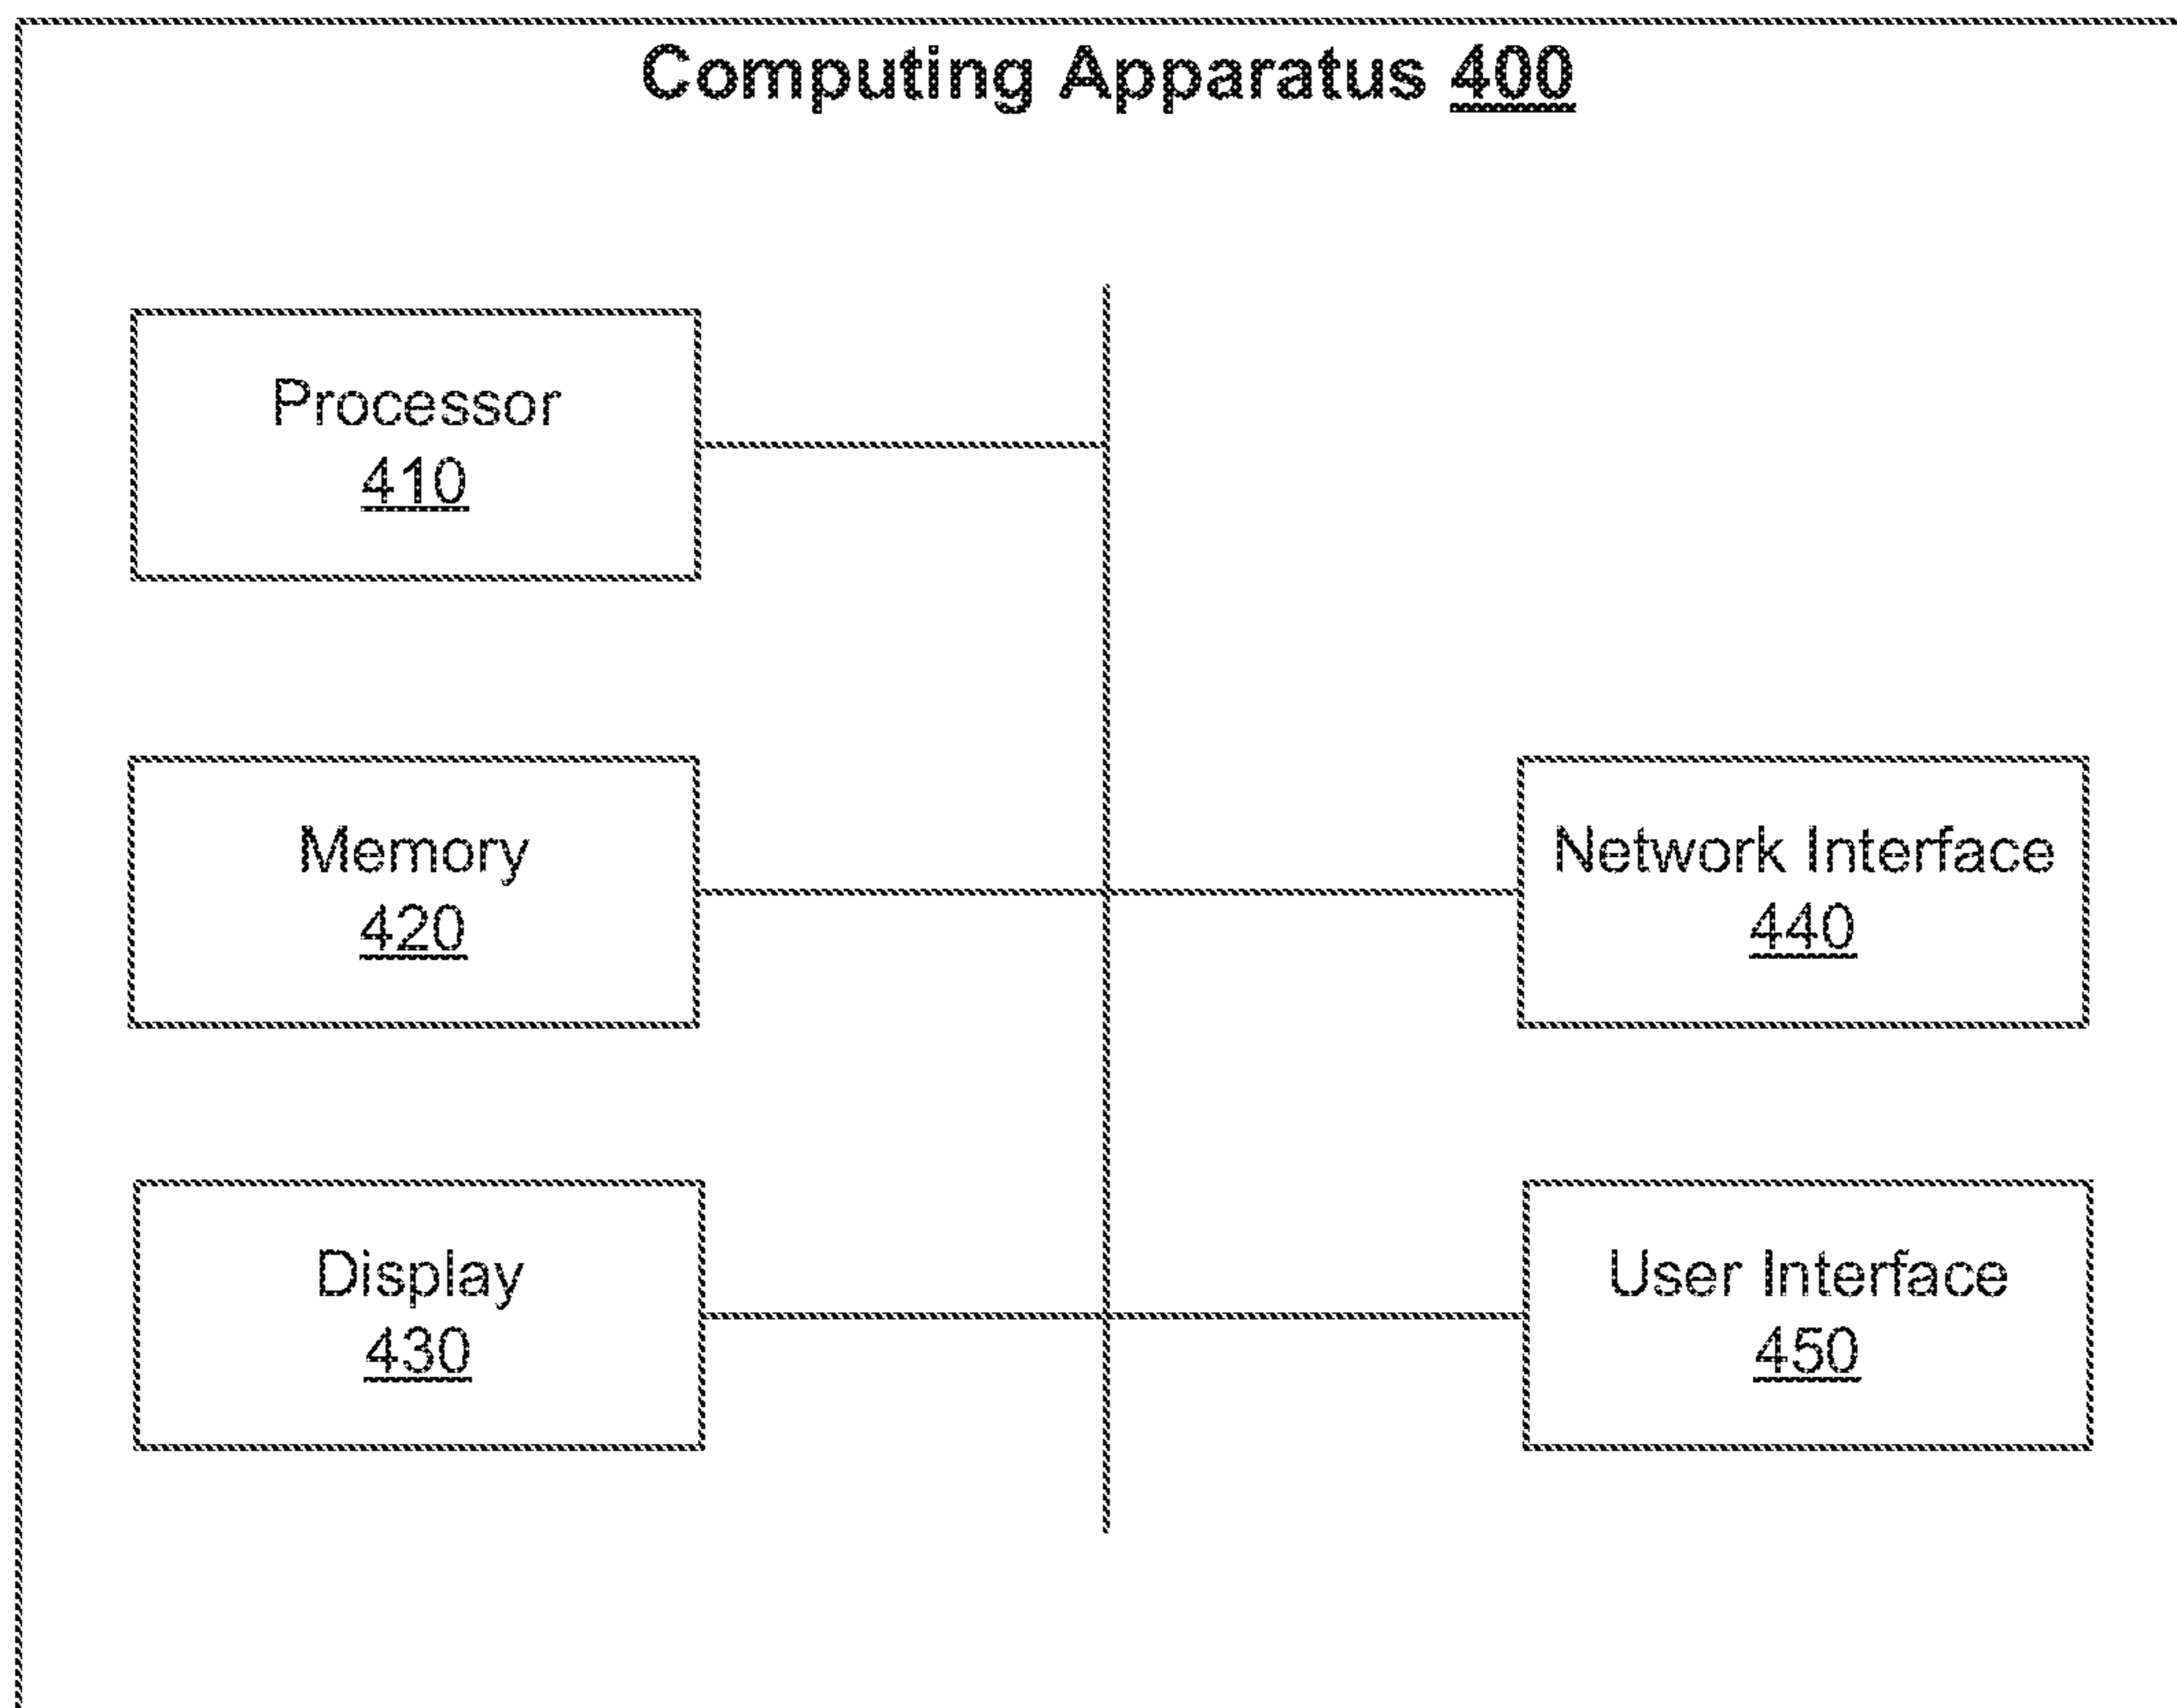 Computing Apparatus 400
Processor
410
Memory
420
Network Interface
440
Display
430
User Interface
450